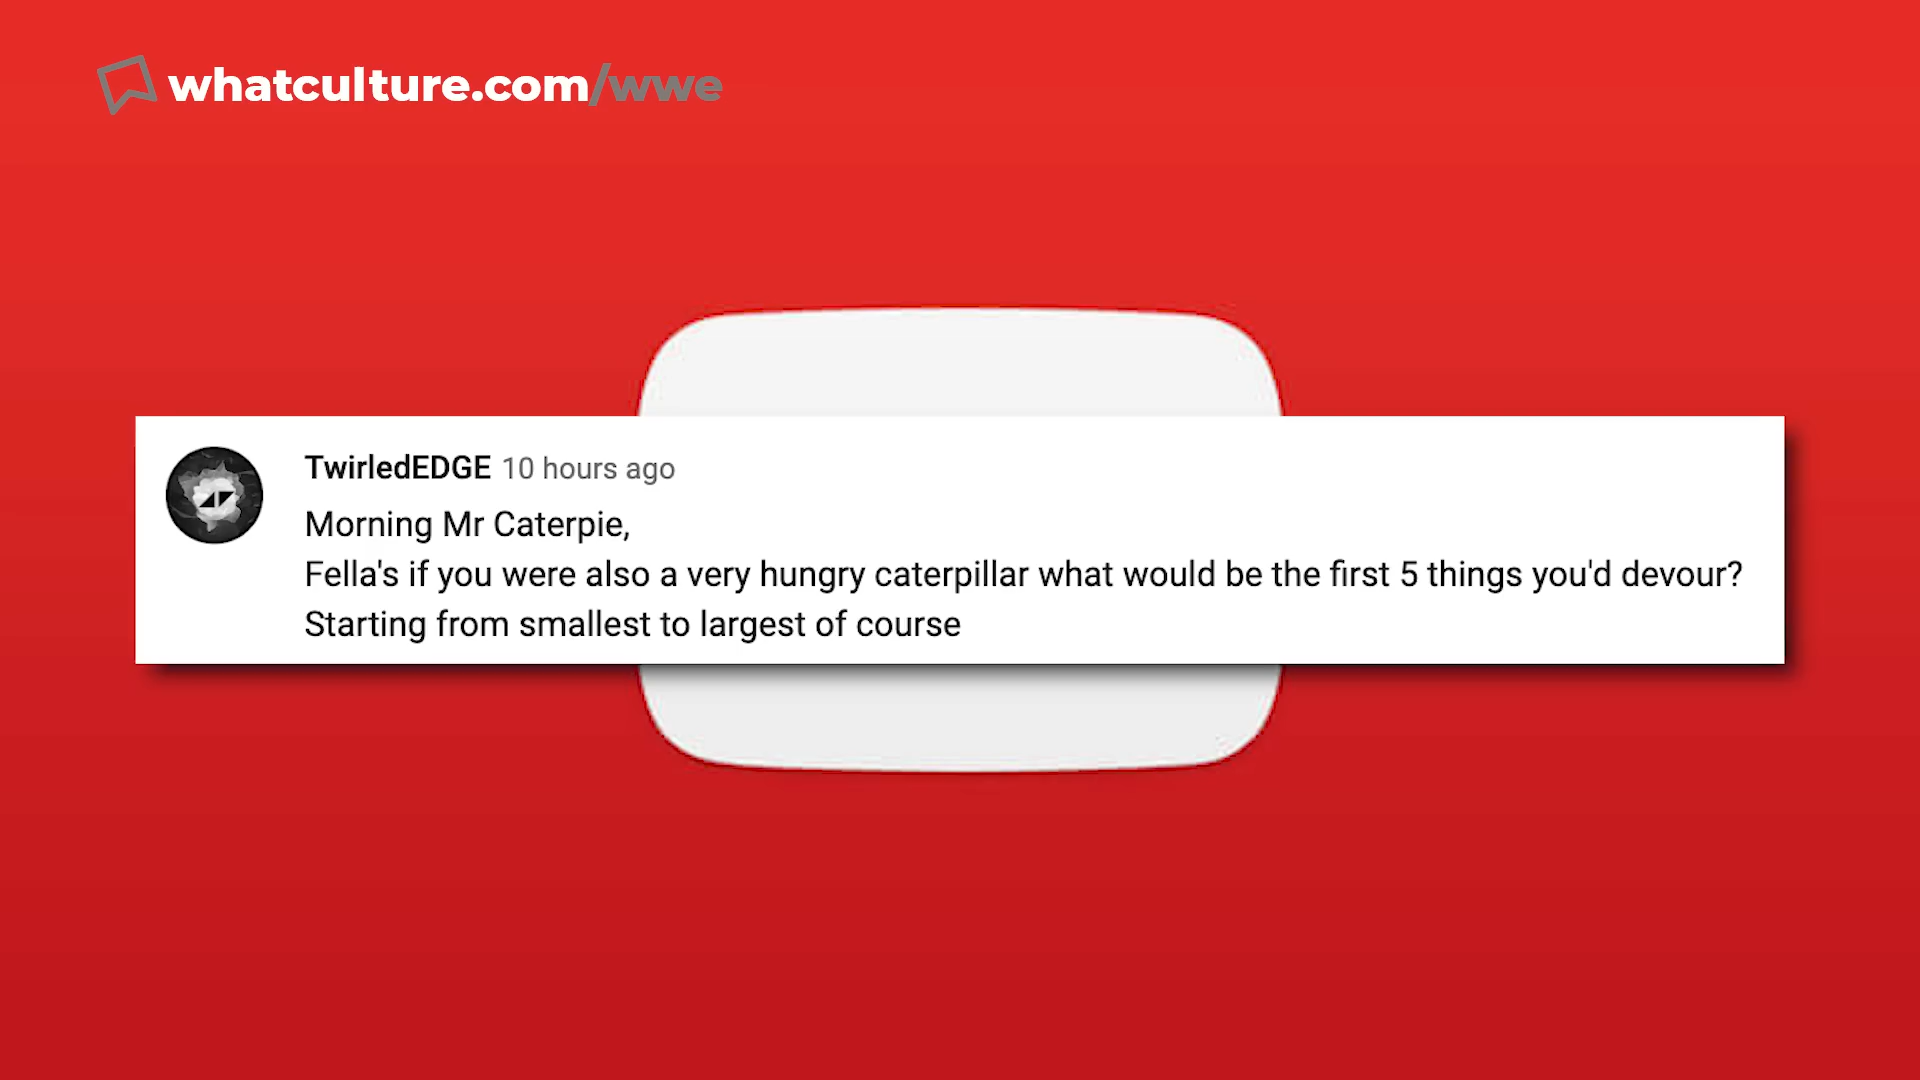 whatculture.com/wwe
TwirledEDGE 10 hours ago
Morning Mr Caterpie,
Fella's if you were also a very hungry caterpillar what would be the first 5 things you'd devour?
Starting from smallest to largest of course